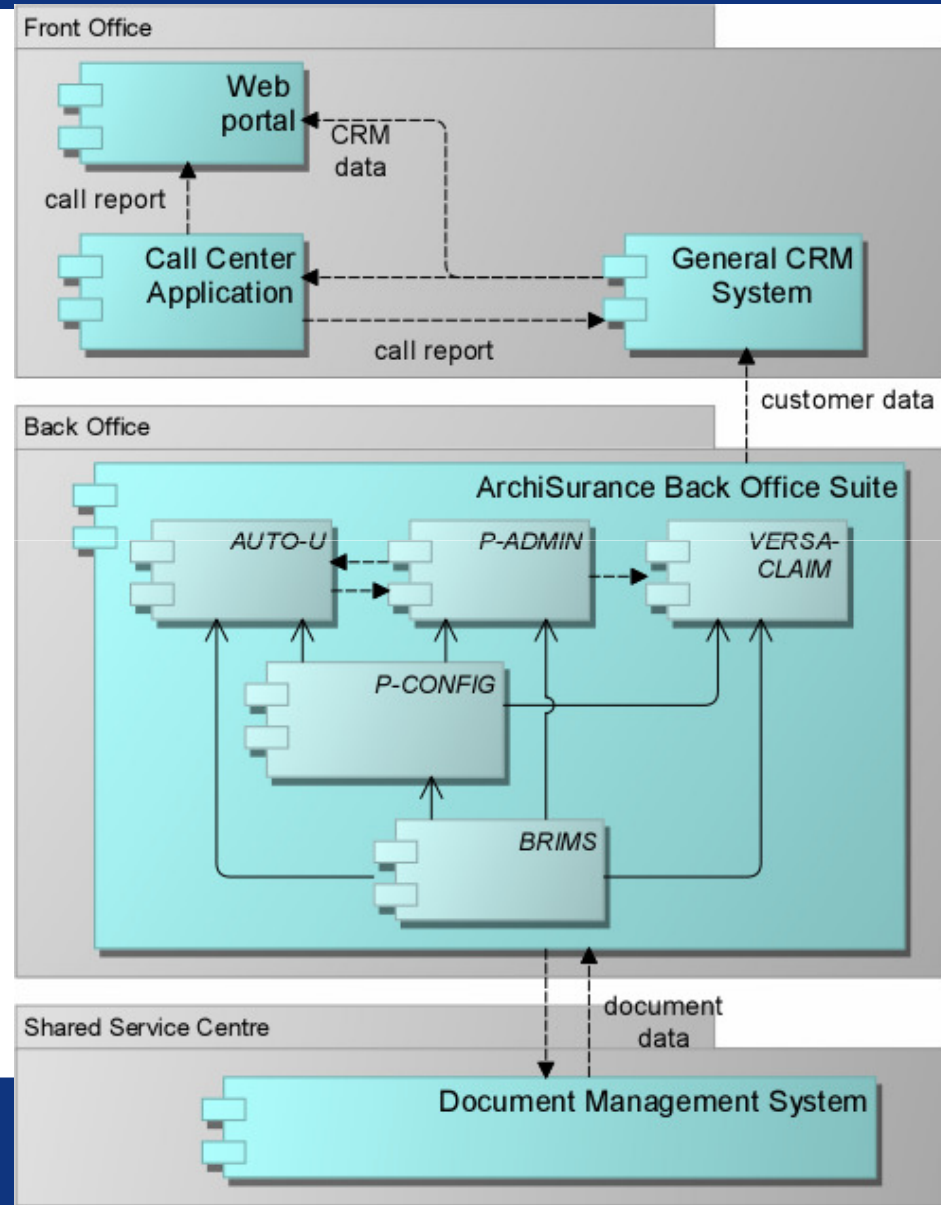 Front Office
Web
portal
CRM
data
call report
Call Center
Application
General CRM
System
call report
customer data
Back Office
ArchiSurance Back Office Suite
AUTO-U
P-ADMIN
VERSA-
CLAIM
P-CONFIG
BRIMS
document
data
Shared Service Centre
Document Management System